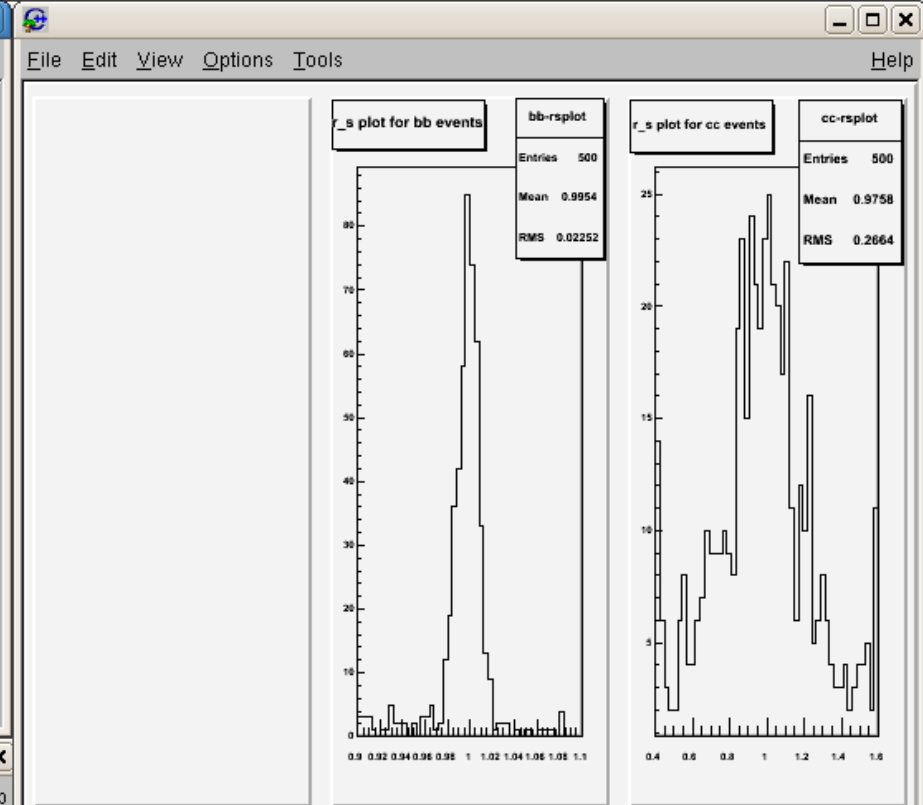 File Edit View Options Tools Help
r_s plot for bb events
bb-rsplot
Entries 500
Mean 0.9954
RMS 0.02252
80
70
60
50
40
30
20
10
0
0.9 0.92 0.94 0.96 0.98 1 1.02 1.04 1.06 1.08 1.1
r_s plot for cc events
cc-rsplot
Entries 500
Mean 0.9758
RMS 0.2664
25
20
15
10
5
0.4 0.6 0.8 1 1.2 1.4 1.6